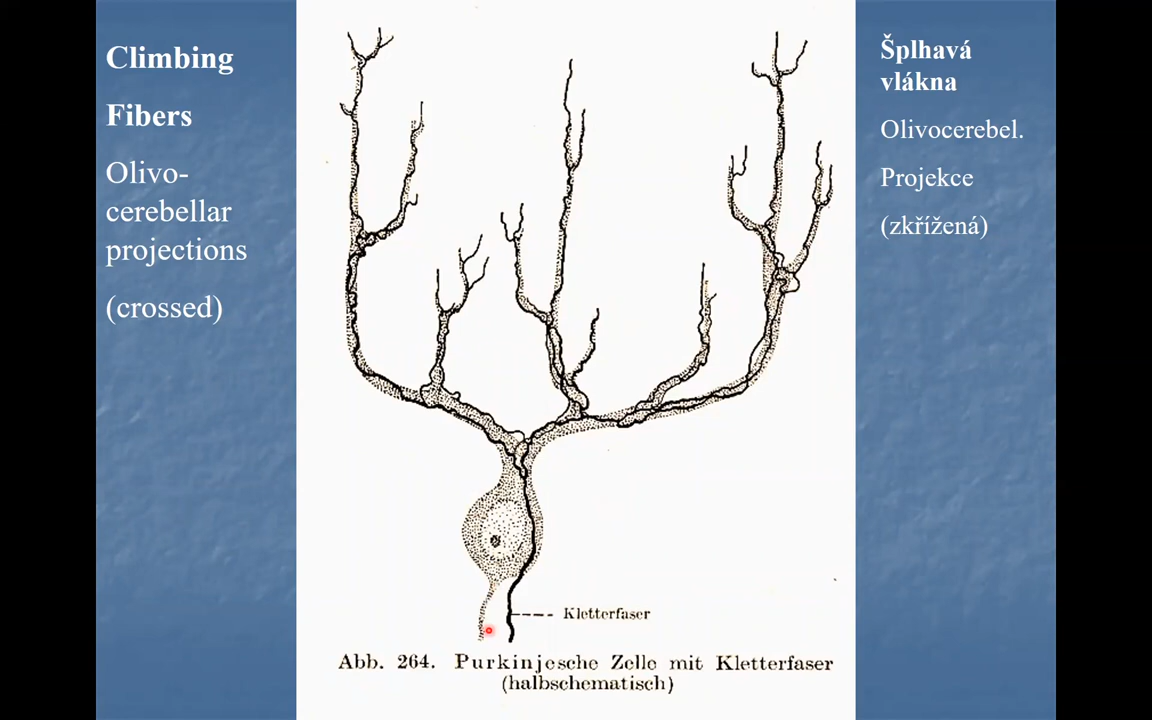 Climbing
Fibers
Olivo-
cerebellar
projections
(crossed)
Kletterfaser
Abb. 264. Purkinjesche Zelle mit Kletterfaser
(halbschematisch)
Šplhavá
vlákna
Olivocerebel.
Projekce
(zkřížená)